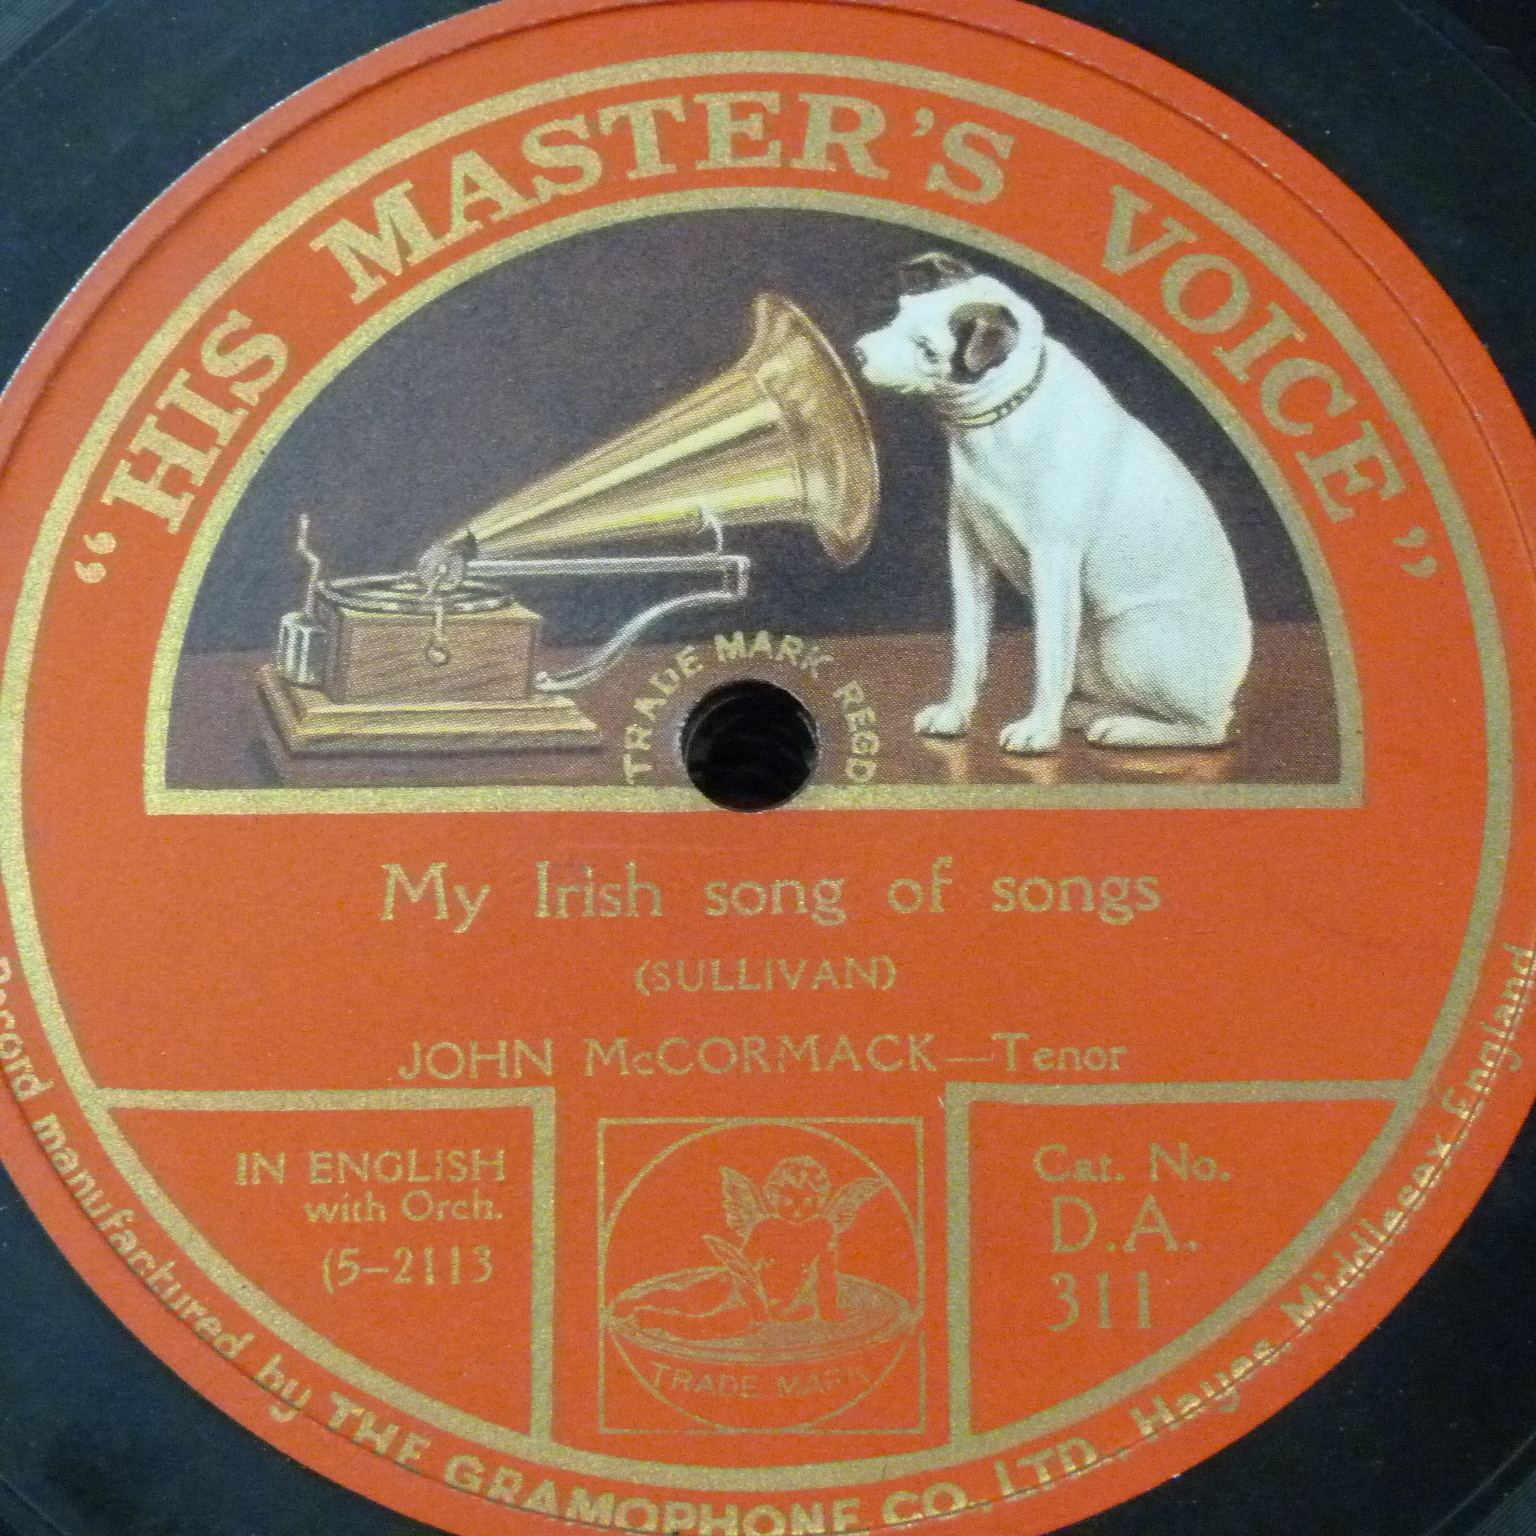 “HIS MASTER'S VOICE”
TRADE MARK REGD
My Irish song of songs
(SULLIVAN)
JOHN McCORMACK—Tenor
IN ENGLISH
with Orch.
(5-2113
TRADE MARK
Cat. No.
D.A.
311
Record manufactured by THE GRAMOPHONE CO., LTD., Hayes, Middlesex, England